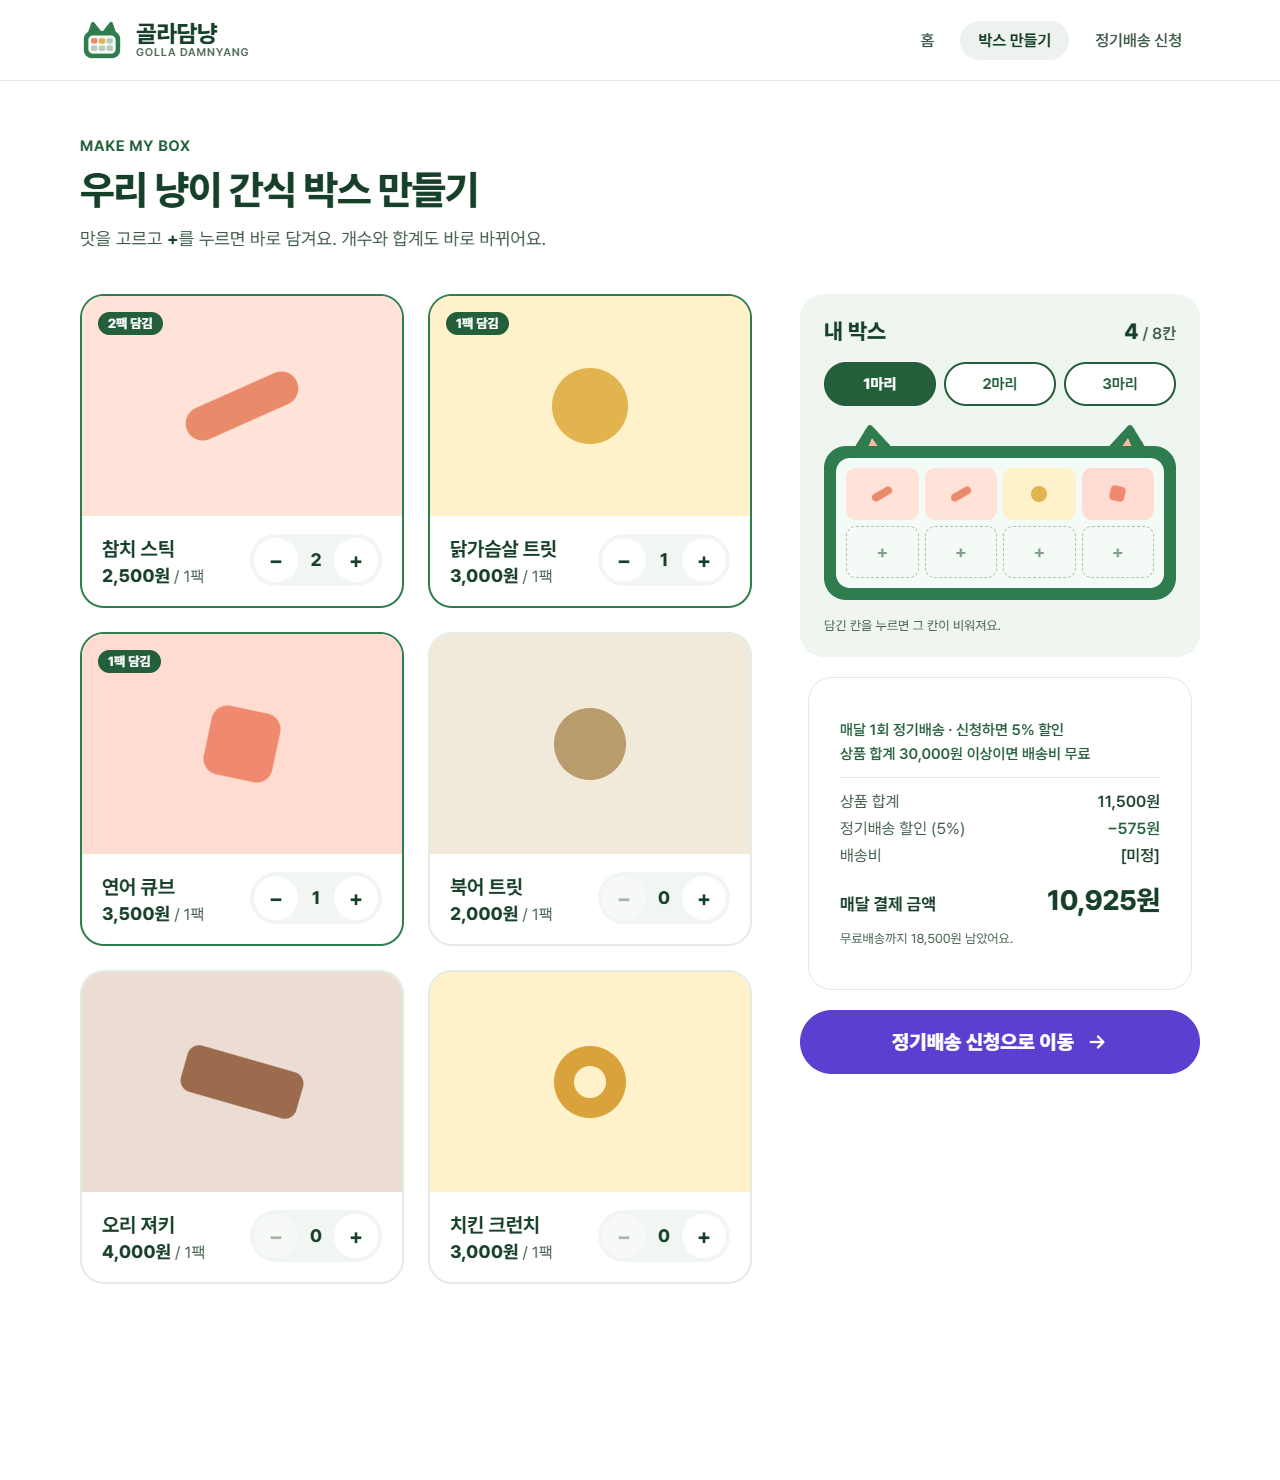 골라담냥
GOLLA DAMNYANG
홈
박스 만들기
정기배송 신청
MAKE MY BOX
우리 냥이 간식 박스 만들기
맛을 고르고 +를 누르면 바로 담겨요. 개수와 합계도 바로 바뀌어요.
2팩 담김
참치 스틱
2,500원 / 1팩
− 2 +
1팩 담김
닭가슴살 트릿
3,000원 / 1팩
− 1 +
1팩 담김
연어 큐브
3,500원 / 1팩
− 1 +
북어 트릿
2,000원 / 1팩
− 0 +
오리 져키
4,000원 / 1팩
− 0 +
치킨 크런치
3,000원 / 1팩
− 0 +
내 박스
4 / 8칸
1마리
2마리
3마리
+ + + +
담긴 칸을 누르면 그 칸이 비워져요.
매달 1회 정기배송 · 신청하면 5% 할인
상품 합계 30,000원 이상이면 배송비 무료
상품 합계 11,500원
정기배송 할인 (5%) −575원
배송비 [미정]
매달 결제 금액 10,925원
무료배송까지 18,500원 남았어요.
정기배송 신청으로 이동 →